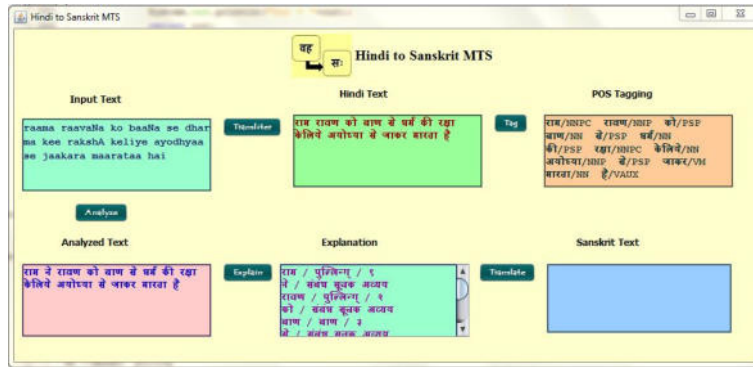 Hindi to Sanskrit MTS
वह
सः
Hindi to Sanskrit MTS
Input Text
Hindi Text
POS Tagging
raama raavaNa ko baaNa se dhar
ma kee rakshA keliye ayodhyaa
se jaakara maarataa hai
Transliter
राम रावण को बाण से धर्म की रक्षा
केलिये अयोध्या से जाकर मारता है
Tag
राम/NNPC रावण/NNP को/PSP
बाण/NN से/PSP धर्म/NN
की/PSP रक्षा/NNPC केलिये/NN
अयोध्या/NNP से/PSP जाकर/VM
मारता/NN है/VAUX
Analyze
Analyzed Text
Explanation
Sanskrit Text
राम ने रावण को बाण से धर्म की रक्षा
केलिये अयोध्या से जाकर मारता है
Explain
राम / पुल्लिन्ग् / १
ने / संबंध सूचक अव्यय
रावण / पुल्लिन्ग् / २
को / संबंध सूचक अव्यय
बाण / बाण / ३
से / संबंध सूचक अव्यय
Translate